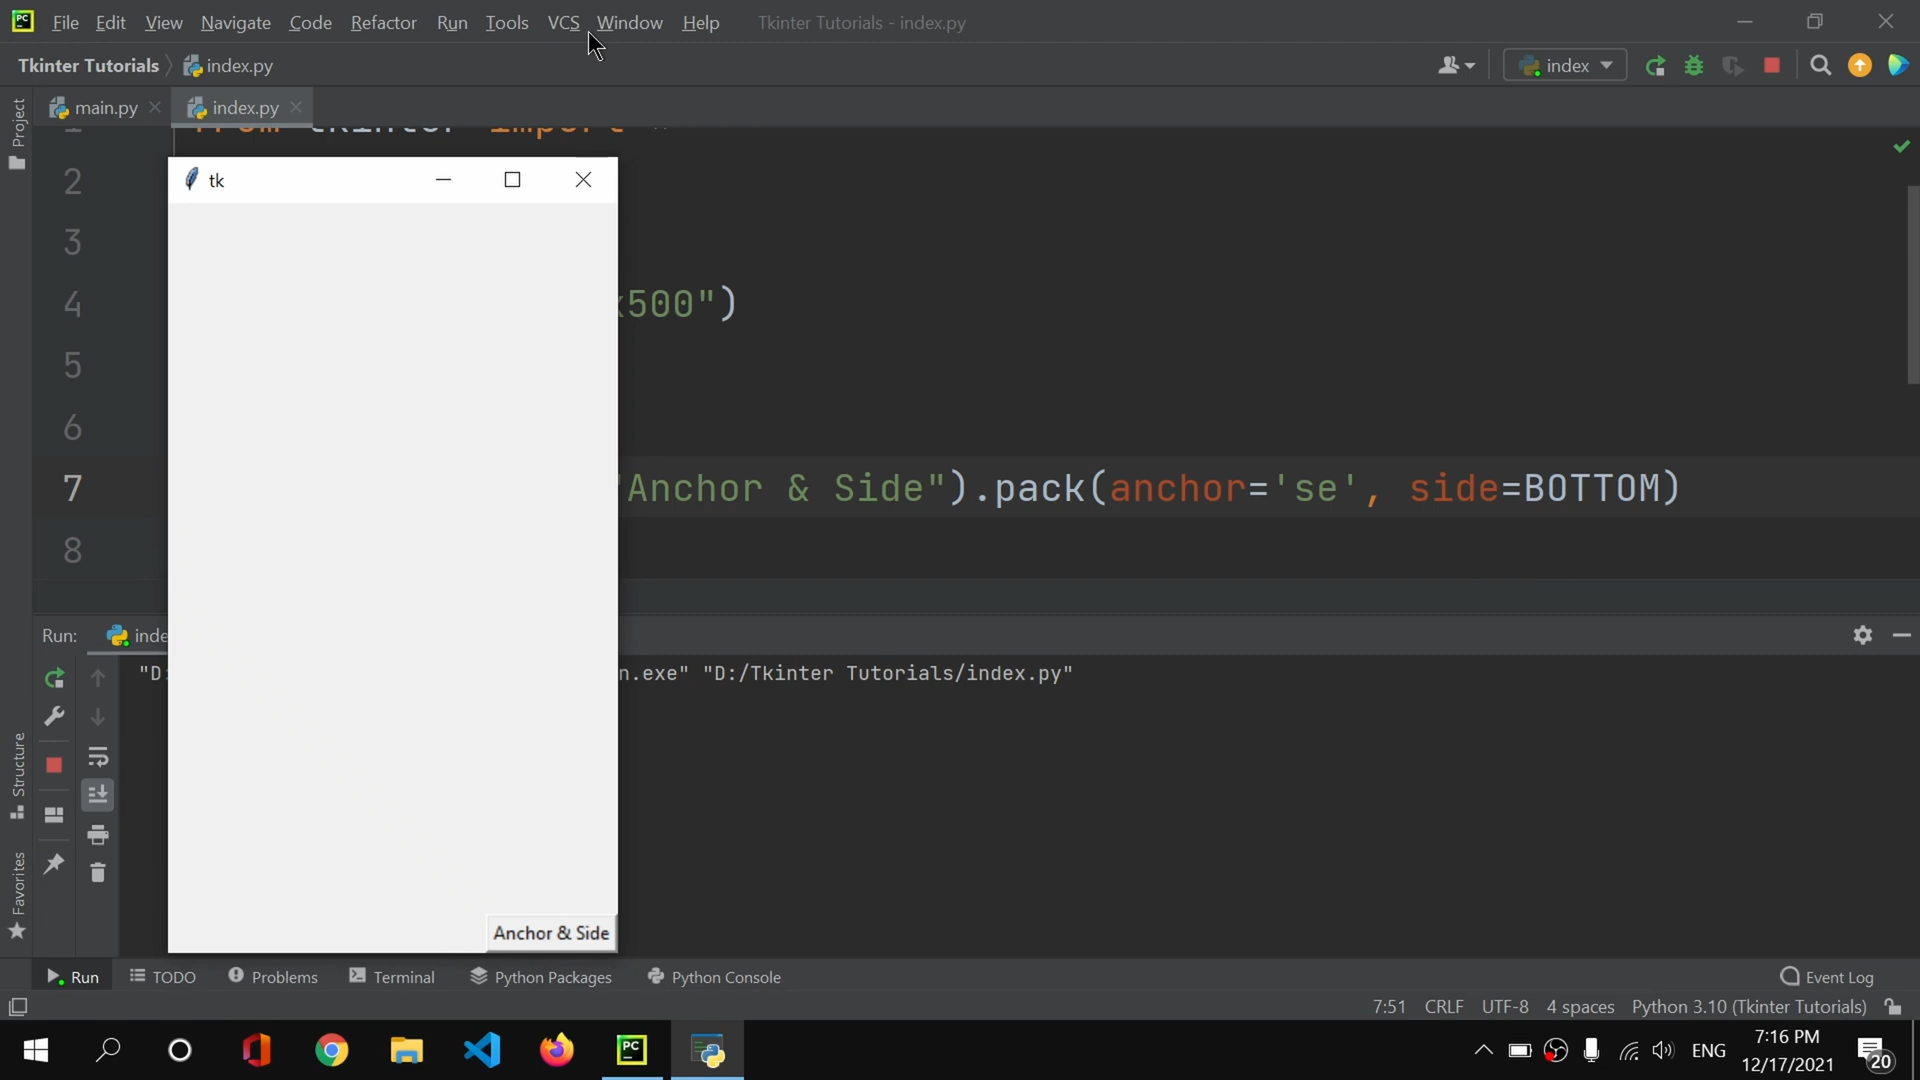 PC File Edit View Navigate Code Refactor Run Tools VCS Window Help Tkinter Tutorials - index.py
Tkinter Tutorials index.py index
main.py index.py
Project
2
tk
3
4 x500")
5
6
7 "Anchor & Side").pack(anchor='se', side=BOTTOM)
8
Run: inde
"D: n.exe" "D:/Tkinter Tutorials/index.py"
Structure
Favorites
Anchor & Side
Run TODO Problems Terminal Python Packages Python Console Event Log
7:51 CRLF UTF-8 4 spaces Python 3.10 (Tkinter Tutorials)
PC ENG 7:16 PM
12/17/2021 20